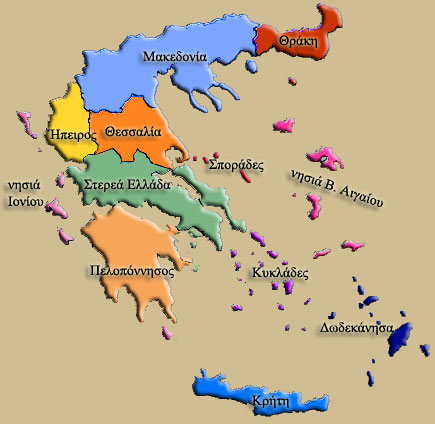 Θράκη
Μακεδονία
Ήπειρος
Θεσσαλία
Σποράδες
νησιά Β. Αιγαίου
νησιά
Ιονίου
Στερεά Ελλάδα
Πελοπόννησος
Κυκλάδες
Δωδεκάνησα
Κρήτη